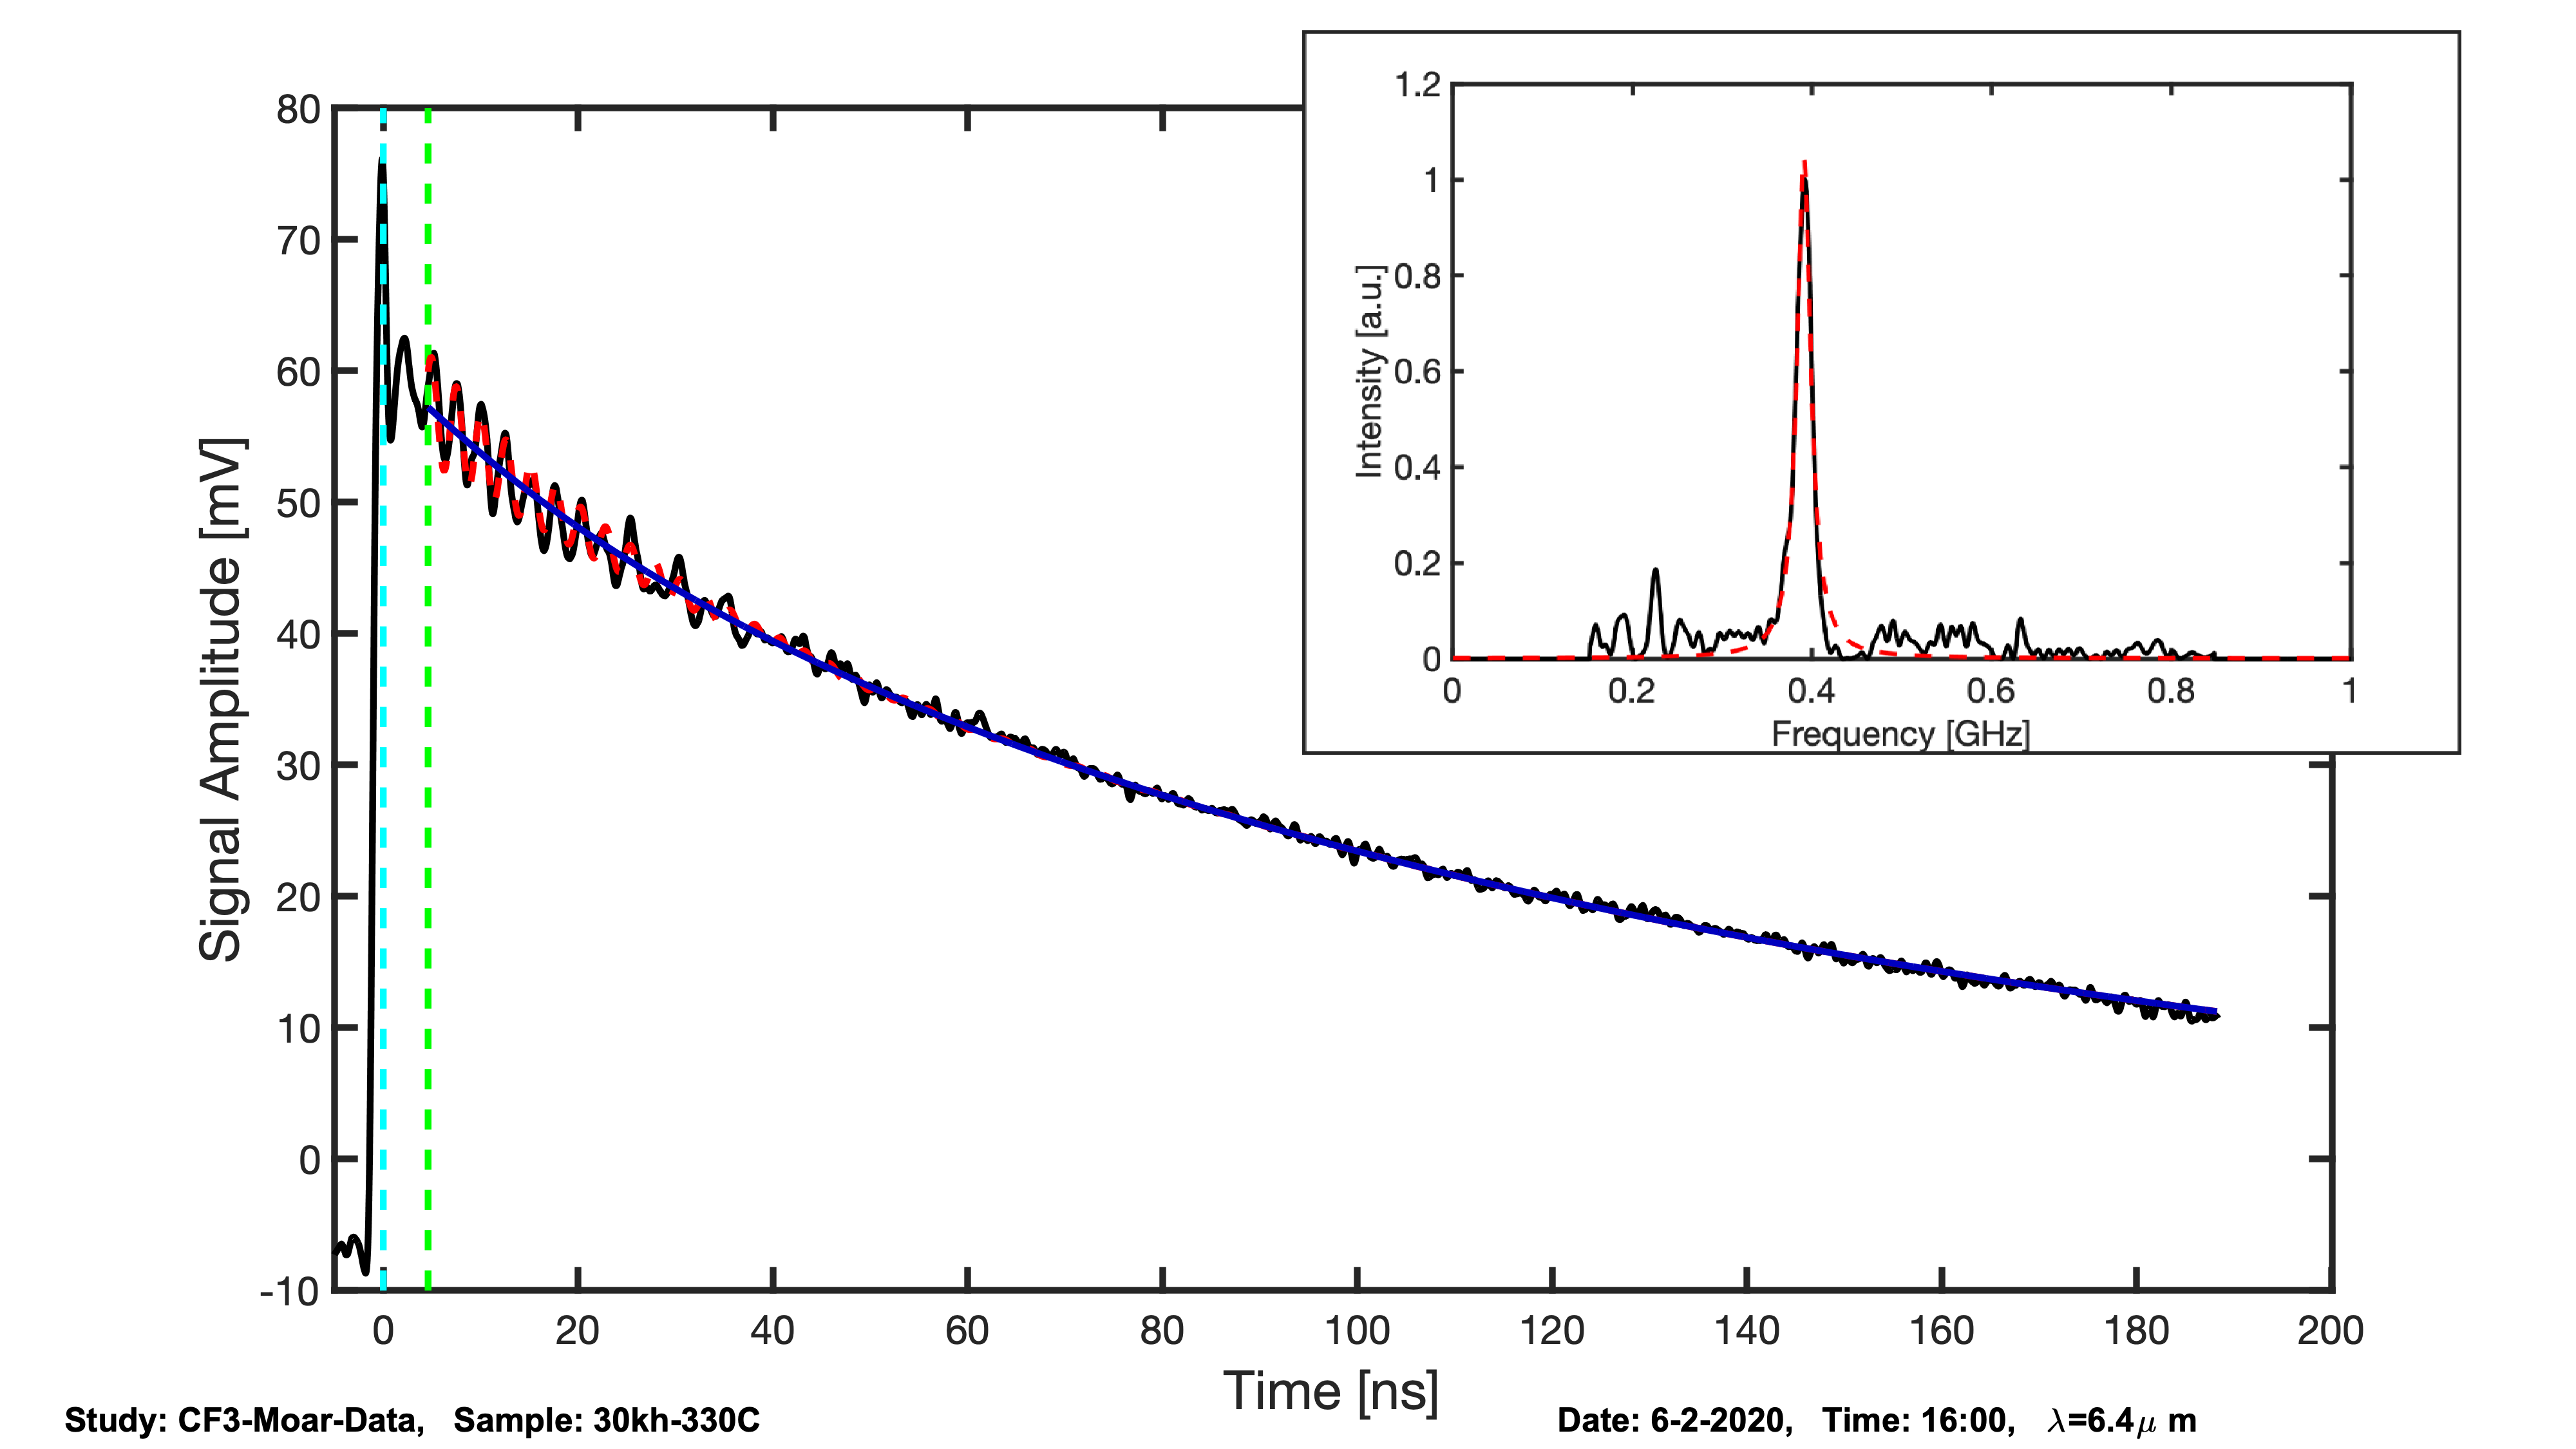 80
70
60
50
40
30
20
10
0
-10
Signal Amplitude [mV]
0 20 40 60 80 100 120 140 160 180 200
Time [ns]
1.2
1
0.8
0.6
0.4
0.2
0
Intensity [a.u.]
0 0.2 0.4 0.6 0.8 1
Frequency [GHz]
Study: CF3-Moar-Data, Sample: 30kh-330C
Date: 6-2-2020, Time: 16:00, λ=6.4μ m